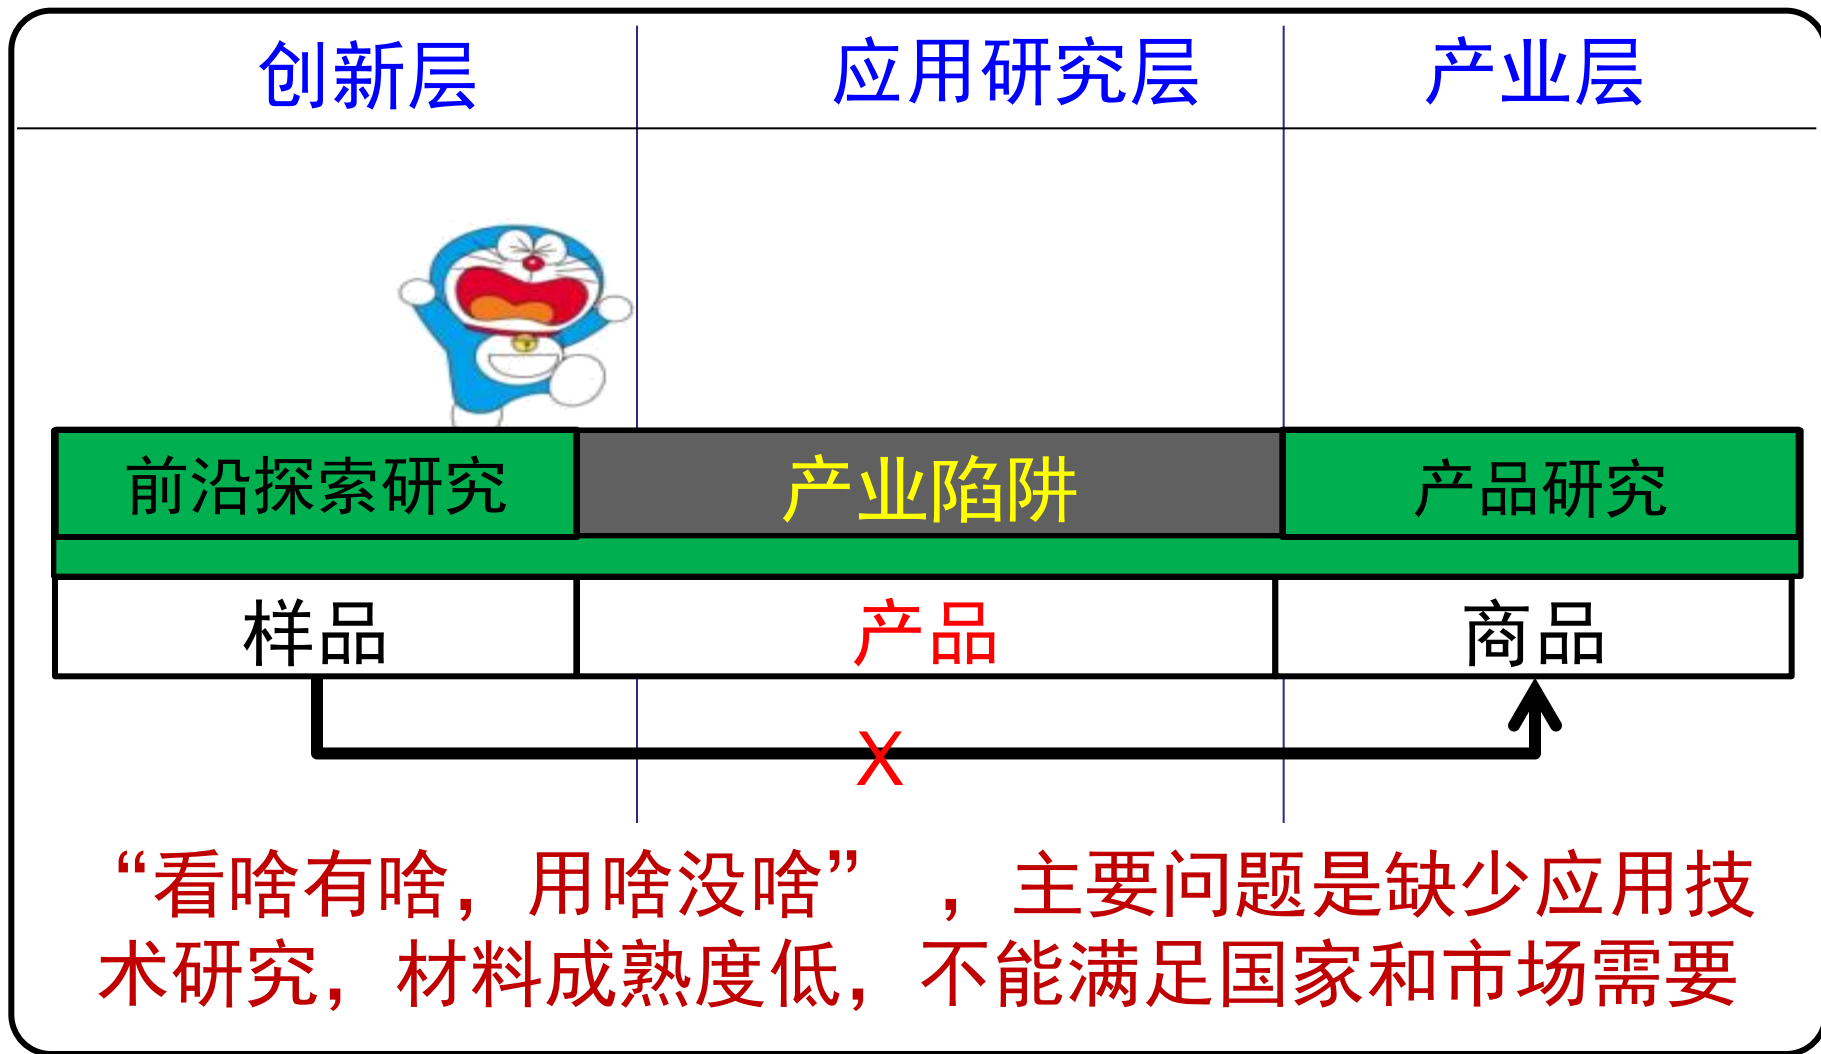 创新层
应用研究层
产业层
前沿探索研究
产业陷阱
产品研究
样品
产品
商品
X
“看啥有啥，用啥没啥” ，主要问题是缺少应用技
术研究，材料成熟度低，不能满足国家和市场需要